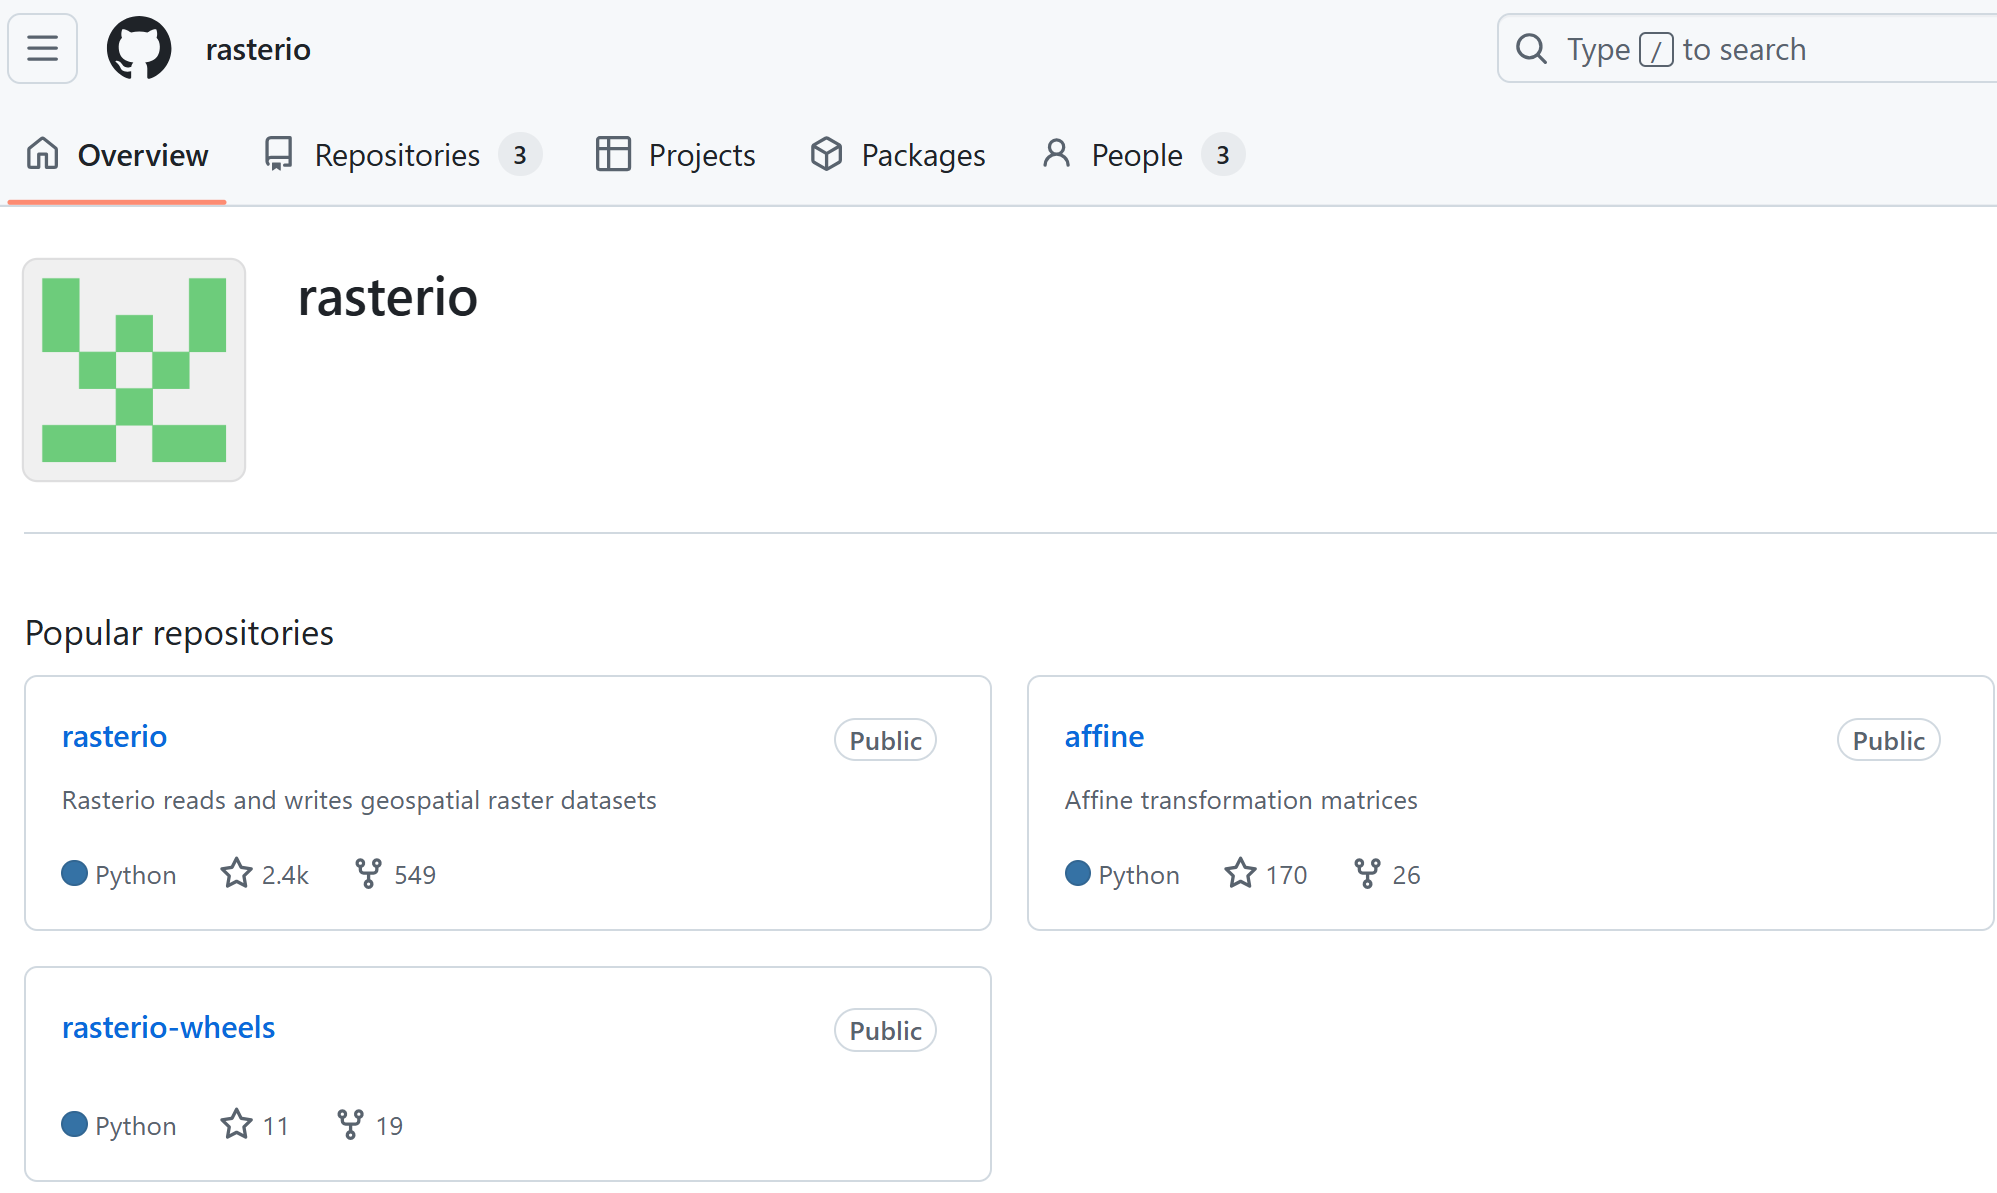 rasterio
Type / to search
Overview Repositories 3 Projects Packages People 3
rasterio
Popular repositories
rasterio Public
Rasterio reads and writes geospatial raster datasets
Python 2.4k 549
affine Public
Affine transformation matrices
Python 170 26
rasterio-wheels Public
Python 11 19